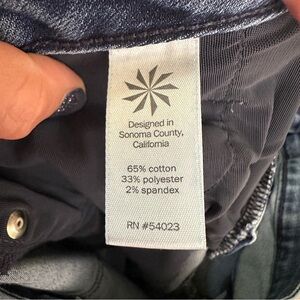 Designed in
Sonoma County,
California
65% cotton
33% polyester
2% spandex
RN #54023